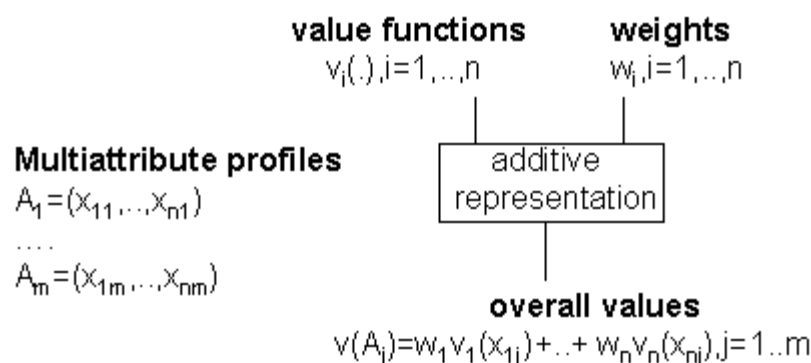 value functions
vᵢ(.),i=1,..,n
weights
wᵢ,i=1,..,n
Multiattribute profiles
A₁=(x₁₁,..,xₙ₁)
....
Aₘ=(x₁ₘ,..,xₙₘ)
additive
representation
overall values
v(Aⱼ)=w₁v₁(x₁ⱼ)+..+ wₙvₙ(xₙⱼ),j=1..m